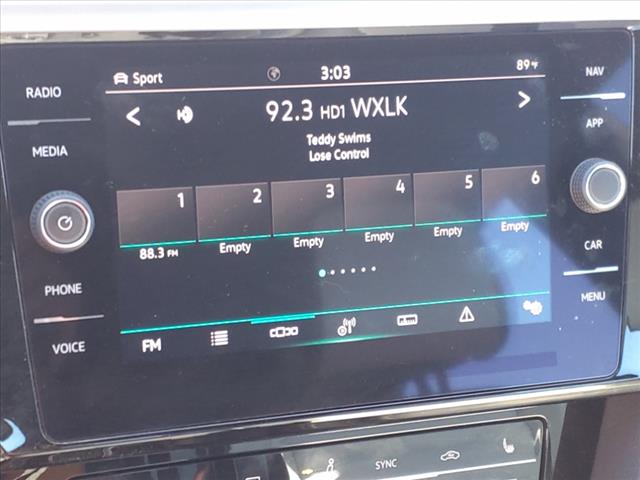 RADIO
MEDIA
PHONE
VOICE
Sport
3:03
89°F
92.3 HD1 WXLK
Teddy Swims
Lose Control
1 2 3 4 5 6
88.3 FM Empty Empty Empty Empty Empty
FM
NAV
APP
CAR
MENU
SYNC